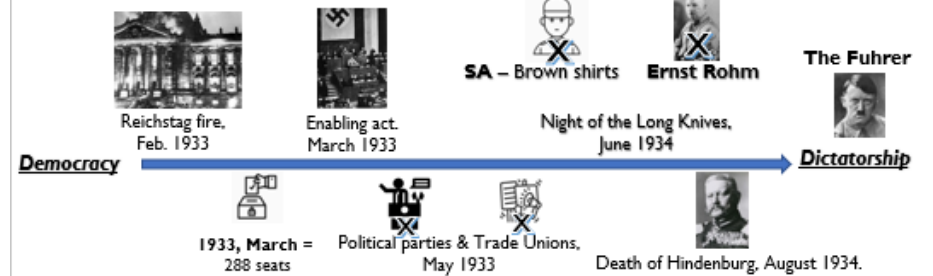 SA – Brown shirts
Ernst Rohm
The Fuhrer
Reichstag fire,
Feb. 1933
Enabling act.
March 1933
Night of the Long Knives,
June 1934
Democracy
Dictatorship
1933, March =
288 seats
Political parties & Trade Unions,
May 1933
Death of Hindenburg, August 1934.